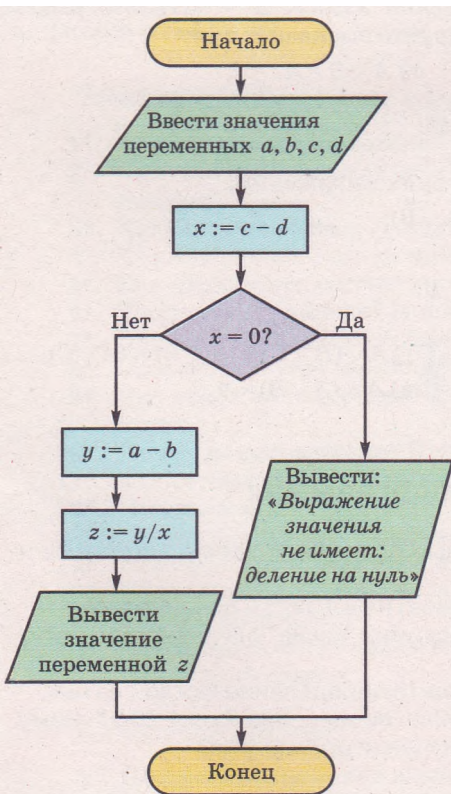 Начало
Ввести значения
переменных a, b, c, d
x := c – d
Нет
Да
x = 0?
y := a – b
z := y/x
Вывести
значение
переменной z
Вывести:
«Выражение
значения
не имеет:
деление на нуль»
Конец